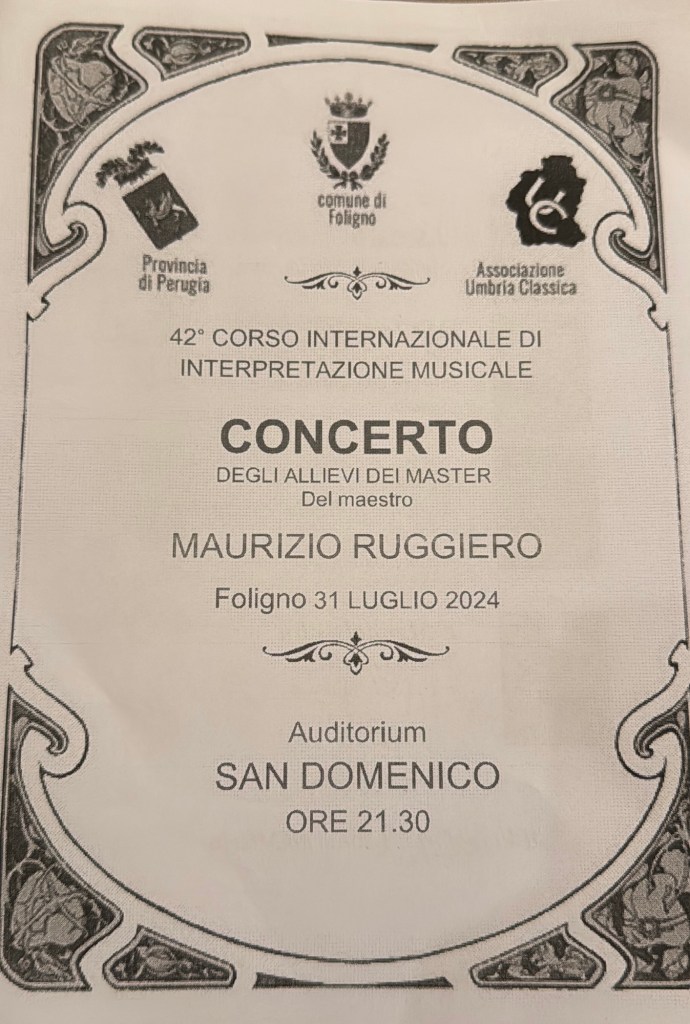 comune di
Foligno
Provincia
di Perugia
Associazione
Umbria Classica
42° CORSO INTERNAZIONALE DI
INTERPRETAZIONE MUSICALE
CONCERTO
DEGLI ALLIEVI DEI MASTER
Del maestro
MAURIZIO RUGGIERO
Foligno 31 LUGLIO 2024
Auditorium
SAN DOMENICO
ORE 21.30